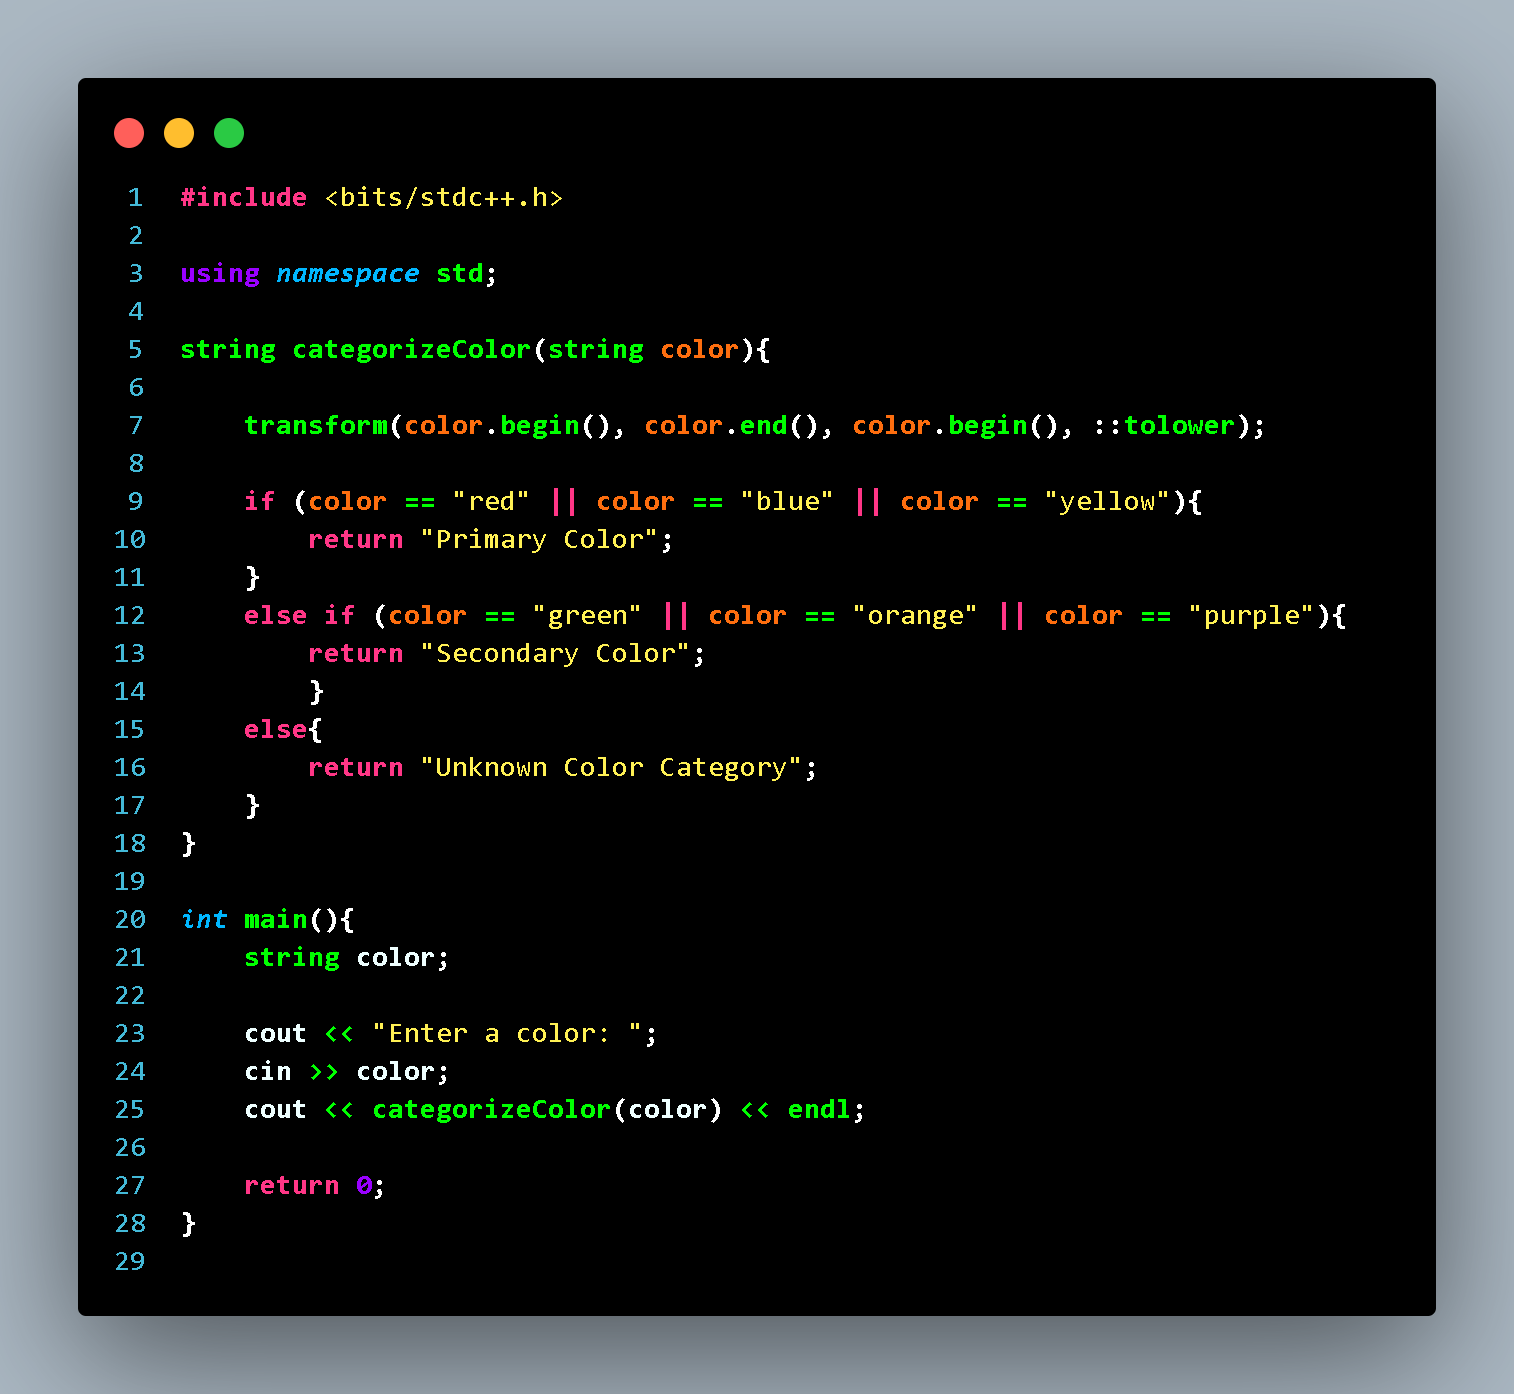 1 #include <bits/stdc++.h>
2
3 using namespace std;
4
5 string categorizeColor(string color){
6
7     transform(color.begin(), color.end(), color.begin(), ::tolower);
8
9     if (color == "red" || color == "blue" || color == "yellow"){
10         return "Primary Color";
11     }
12     else if (color == "green" || color == "orange" || color == "purple"){
13         return "Secondary Color";
14         }
15     else{
16         return "Unknown Color Category";
17     }
18 }
19
20 int main(){
21     string color;
22
23     cout << "Enter a color: ";
24     cin >> color;
25     cout << categorizeColor(color) << endl;
26
27     return 0;
28 }
29